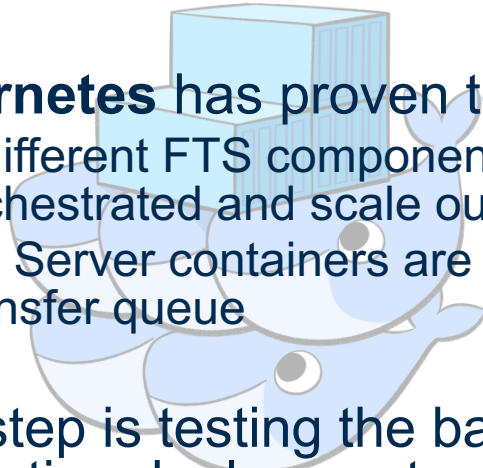 rnetes has proven t
ifferent FTS componen
chestrated and scale ou
Server containers are
nsfer queue
step is testing the ba